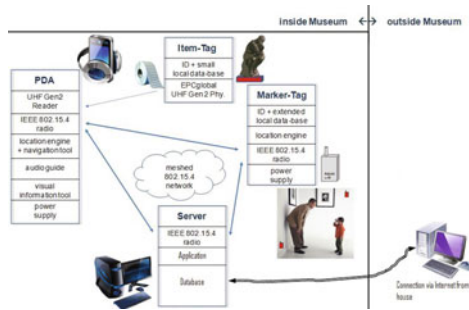 inside Museum
outside Museum
Item-Tag
ID + small
local data-base
EPCglobal
UHF Gen 2 Phy.
PDA
UHF Gen2
Reader
IEEE 802.15.4
radio
location engine
+ navigation tool
audio guide
visual
information tool
power
supply
Marker-Tag
ID + extended
local data-base
location engine
IEEE 802.15.4
radio
power
supply
meshed
802.15.4
network
Server
IEEE 802.15.4
radio
Application
Database
Connection via Internet from
house